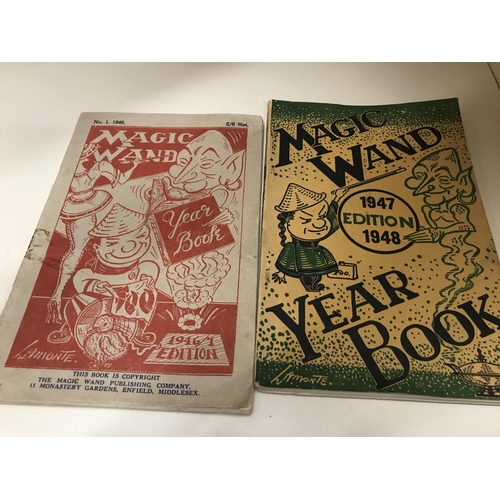 No. 1. 1946.
2/6 Net.
MAGIC
WAND
Year
Book
1946/7
EDITION
LAMONTE
THIS BOOK IS COPYRIGHT
THE MAGIC WAND PUBLISHING COMPANY,
11 MONASTERY GARDENS, ENFIELD, MIDDLESEX.
MAGIC
WAND
1947
EDITION
1948
YEAR
BOOK
LAMONTE